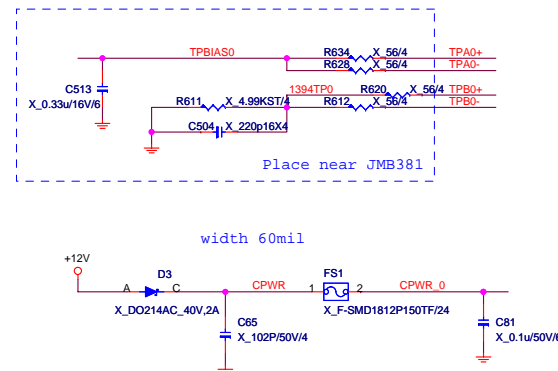 TPBIAS0 R634 X_56/4 TPA0+
R628 X_56/4 TPA0-
C513
X_0.33u/16V/6
1394TP0 R620 X_56/4 TPB0+
R611 X_4.99KST/4 R612 X_56/4 TPB0-
C504 X_220p16X4
Place near JMB381
width 60mil
+12V
D3 FS1
A C CPWR 1 2 CPWR_0
X_DO214AC_40V,2A X_F-SMD1812P150TF/24
C65 C81
X_102P/50V/4 X_0.1u/50V/6